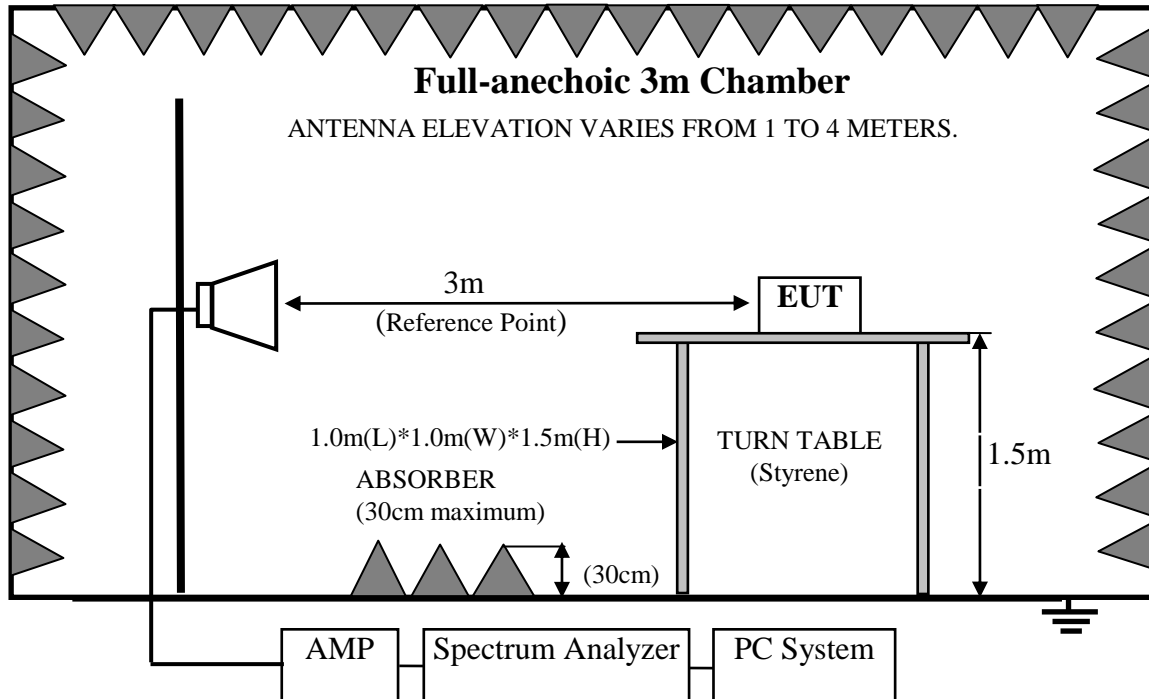 Full-anechoic 3m Chamber
ANTENNA ELEVATION VARIES FROM 1 TO 4 METERS.
3m
(Reference Point)
EUT
1.0m(L)*1.0m(W)*1.5m(H)
TURN TABLE
(Styrene)
1.5m
ABSORBER
(30cm maximum)
(30cm)
AMP
Spectrum Analyzer
PC System